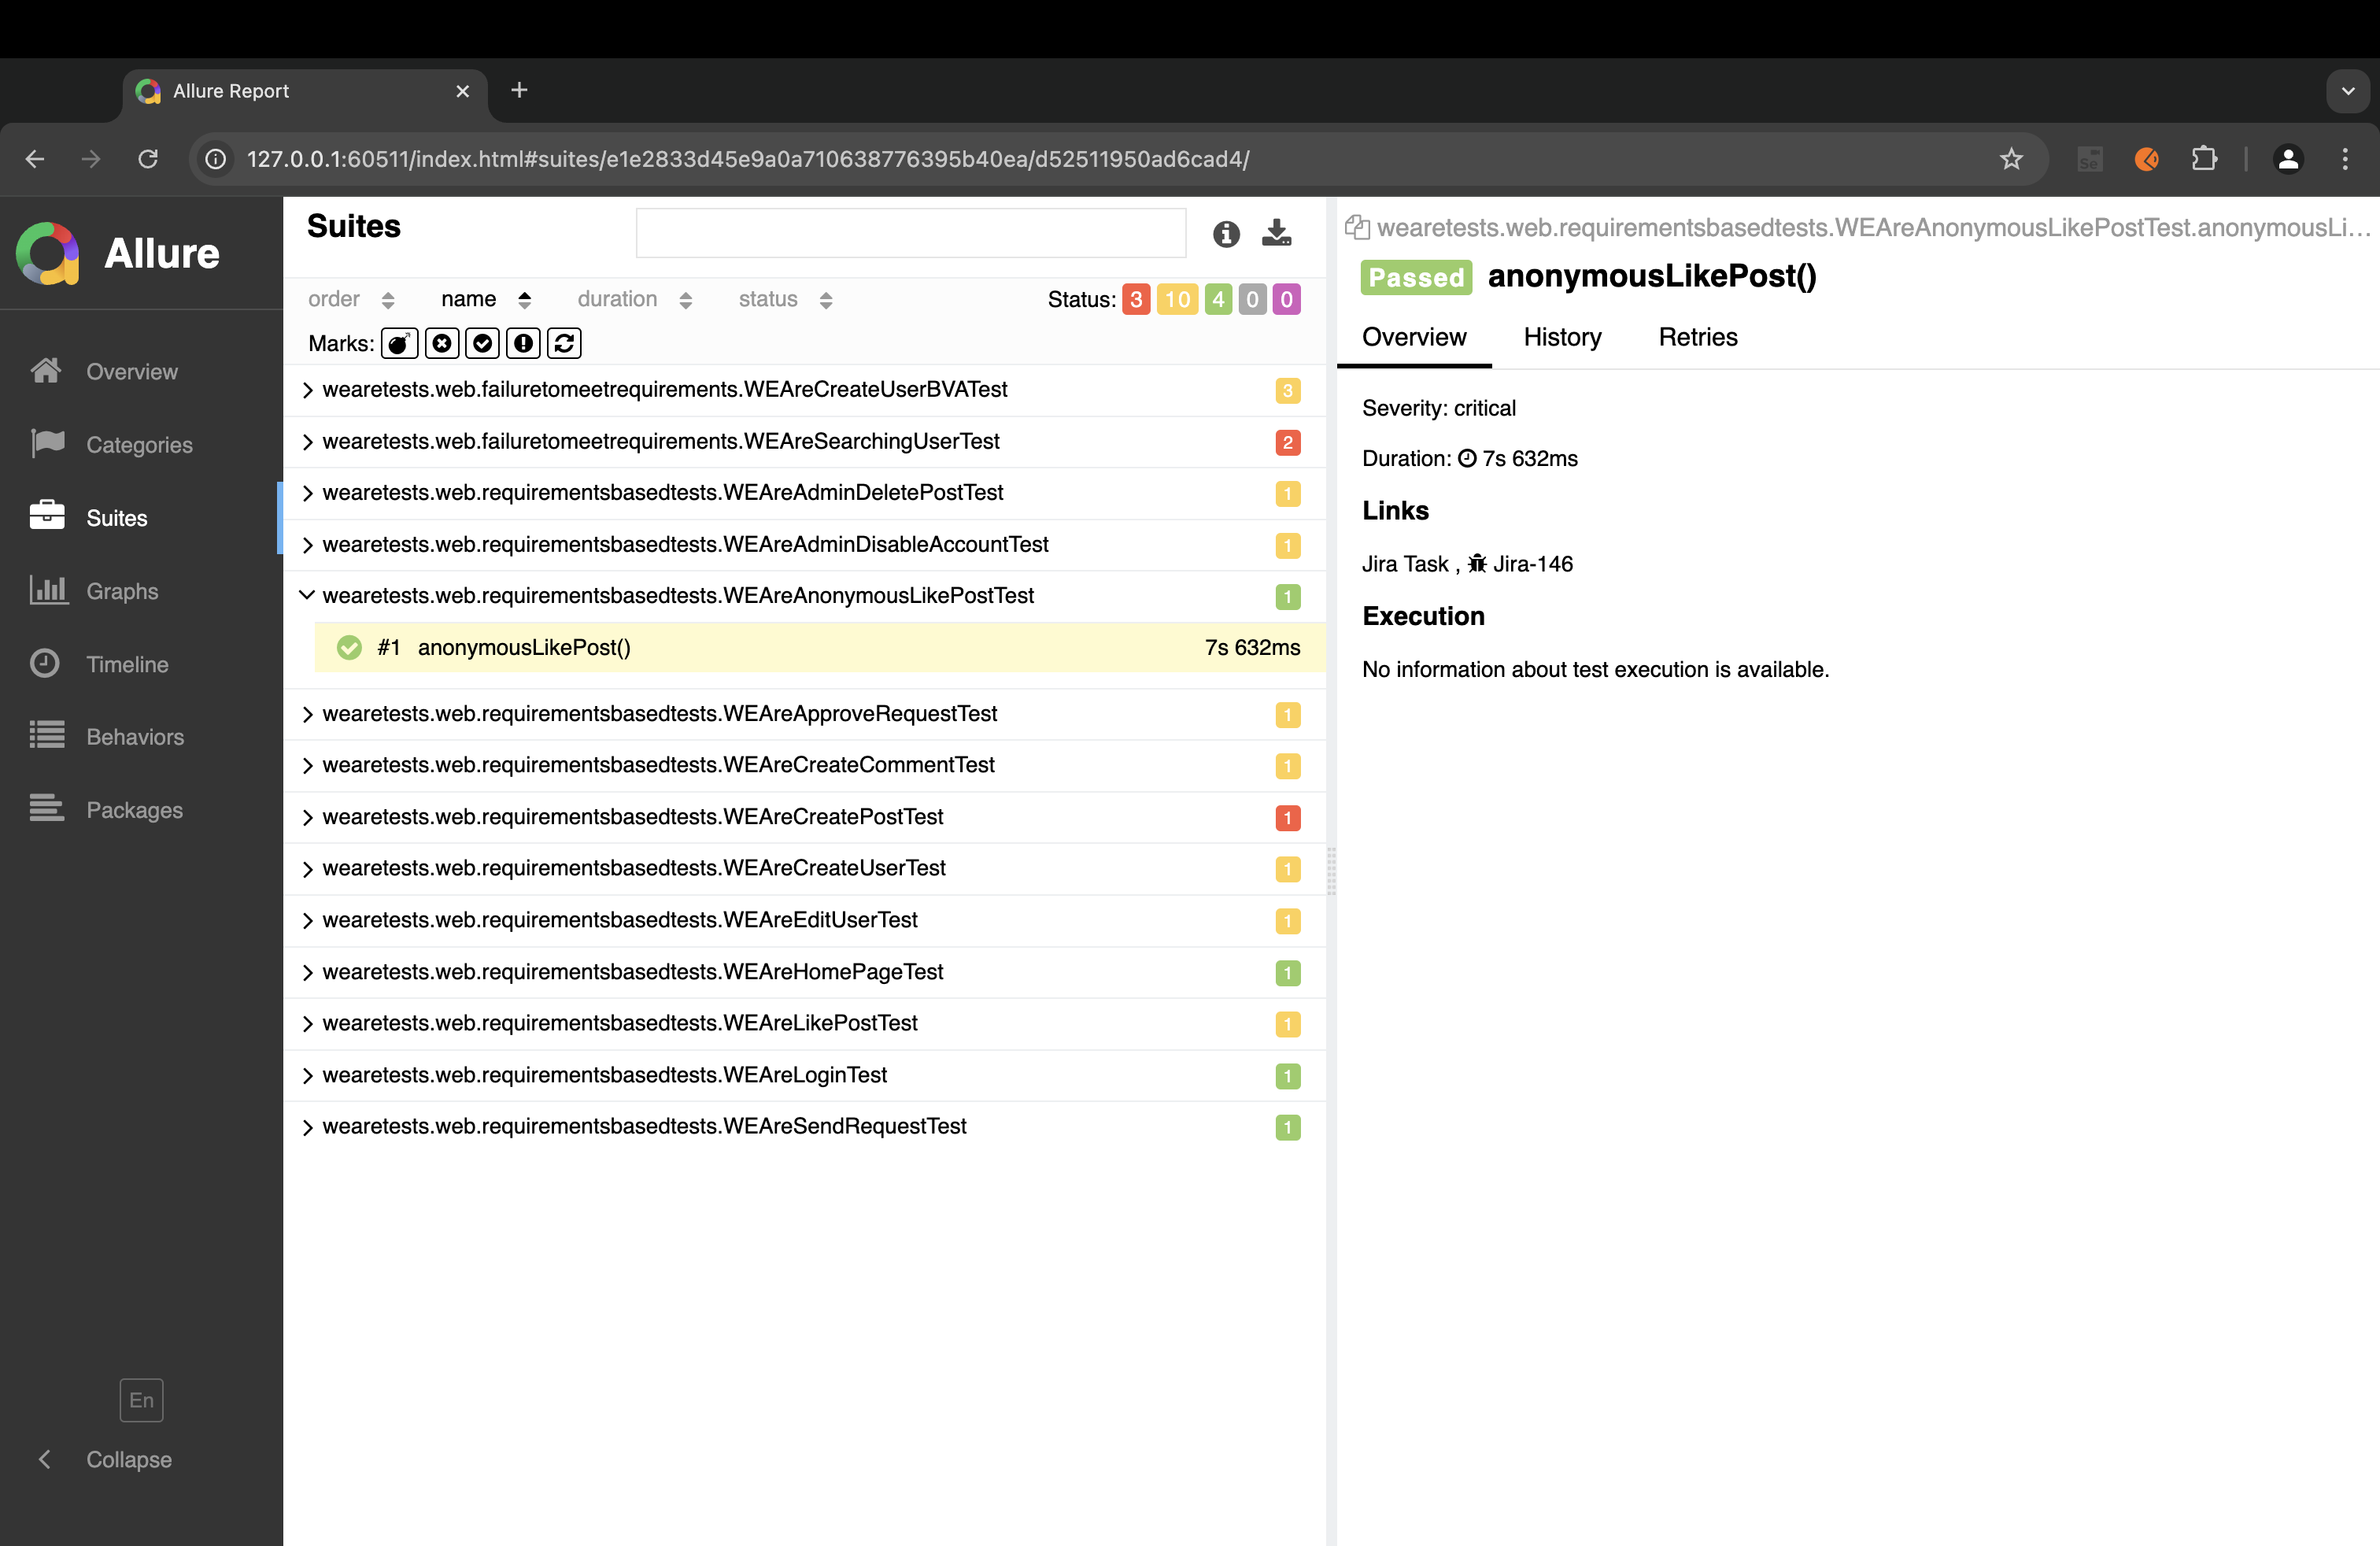 Allure Report
127.0.0.1:60511/index.html#suites/e1e2833d45e9a0a710638776395b40ea/d52511950ad6cad4/
Se
Allure
Overview
Categories
Suites
Graphs
Timeline
Behaviors
Packages
En
Collapse
Suites
order name duration status Status: 3 10 4 0 0
Marks:
wearetests.web.failuretomeetrequirements.WEAreCreateUserBVATest 3
wearetests.web.failuretomeetrequirements.WEAreSearchingUserTest 2
wearetests.web.requirementsbasedtests.WEAreAdminDeletePostTest 1
wearetests.web.requirementsbasedtests.WEAreAdminDisableAccountTest 1
wearetests.web.requirementsbasedtests.WEAreAnonymousLikePostTest 1
#1 anonymousLikePost() 7s 632ms
wearetests.web.requirementsbasedtests.WEAreApproveRequestTest 1
wearetests.web.requirementsbasedtests.WEAreCreateCommentTest 1
wearetests.web.requirementsbasedtests.WEAreCreatePostTest 1
wearetests.web.requirementsbasedtests.WEAreCreateUserTest 1
wearetests.web.requirementsbasedtests.WEAreEditUserTest 1
wearetests.web.requirementsbasedtests.WEAreHomePageTest 1
wearetests.web.requirementsbasedtests.WEAreLikePostTest 1
wearetests.web.requirementsbasedtests.WEAreLoginTest 1
wearetests.web.requirementsbasedtests.WEAreSendRequestTest 1
wearetests.web.requirementsbasedtests.WEAreAnonymousLikePostTest.anonymousLi...
Passed anonymousLikePost()
Overview History Retries
Severity: critical
Duration: 7s 632ms
Links
Jira Task , Jira-146
Execution
No information about test execution is available.